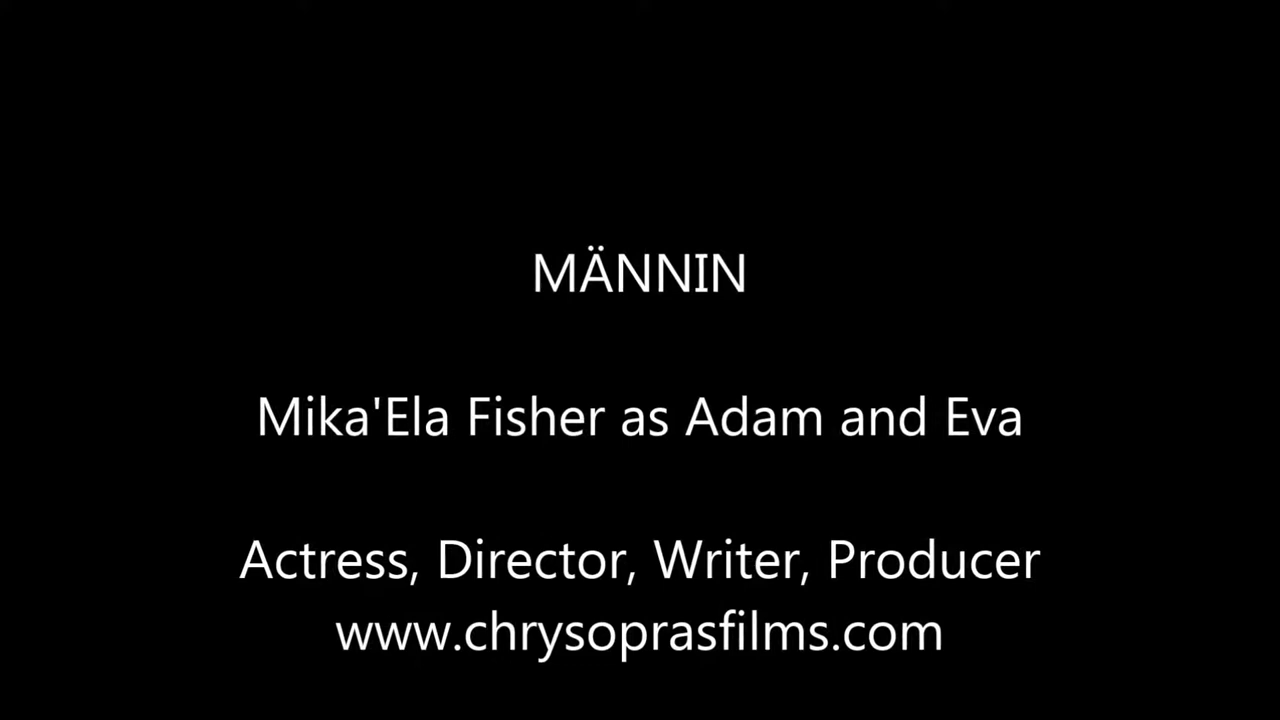 MÄNNIN
Mika'Ela Fisher as Adam and Eva
Actress, Director, Writer, Producer
www.chrysoprasfilms.com